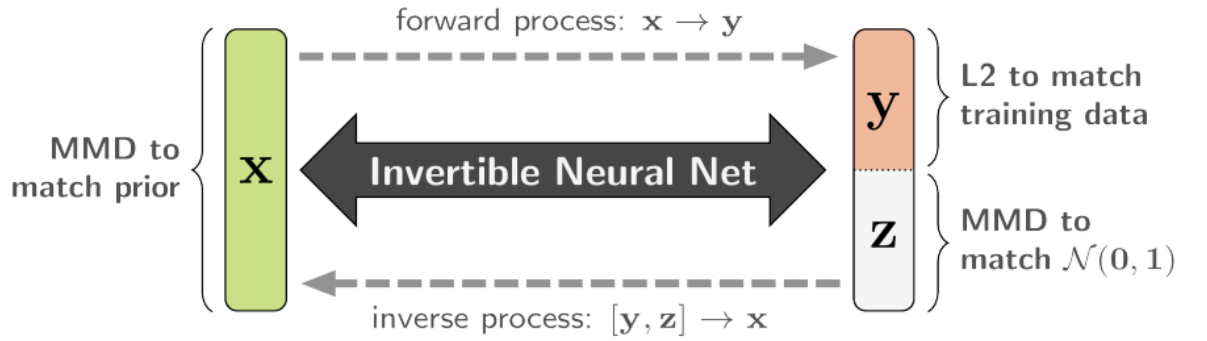 forward process: x → y
MMD to
match prior
x
Invertible Neural Net
y
L2 to match
training data
z
MMD to
match 𝒩(0, 1)
inverse process: [y, z] → x